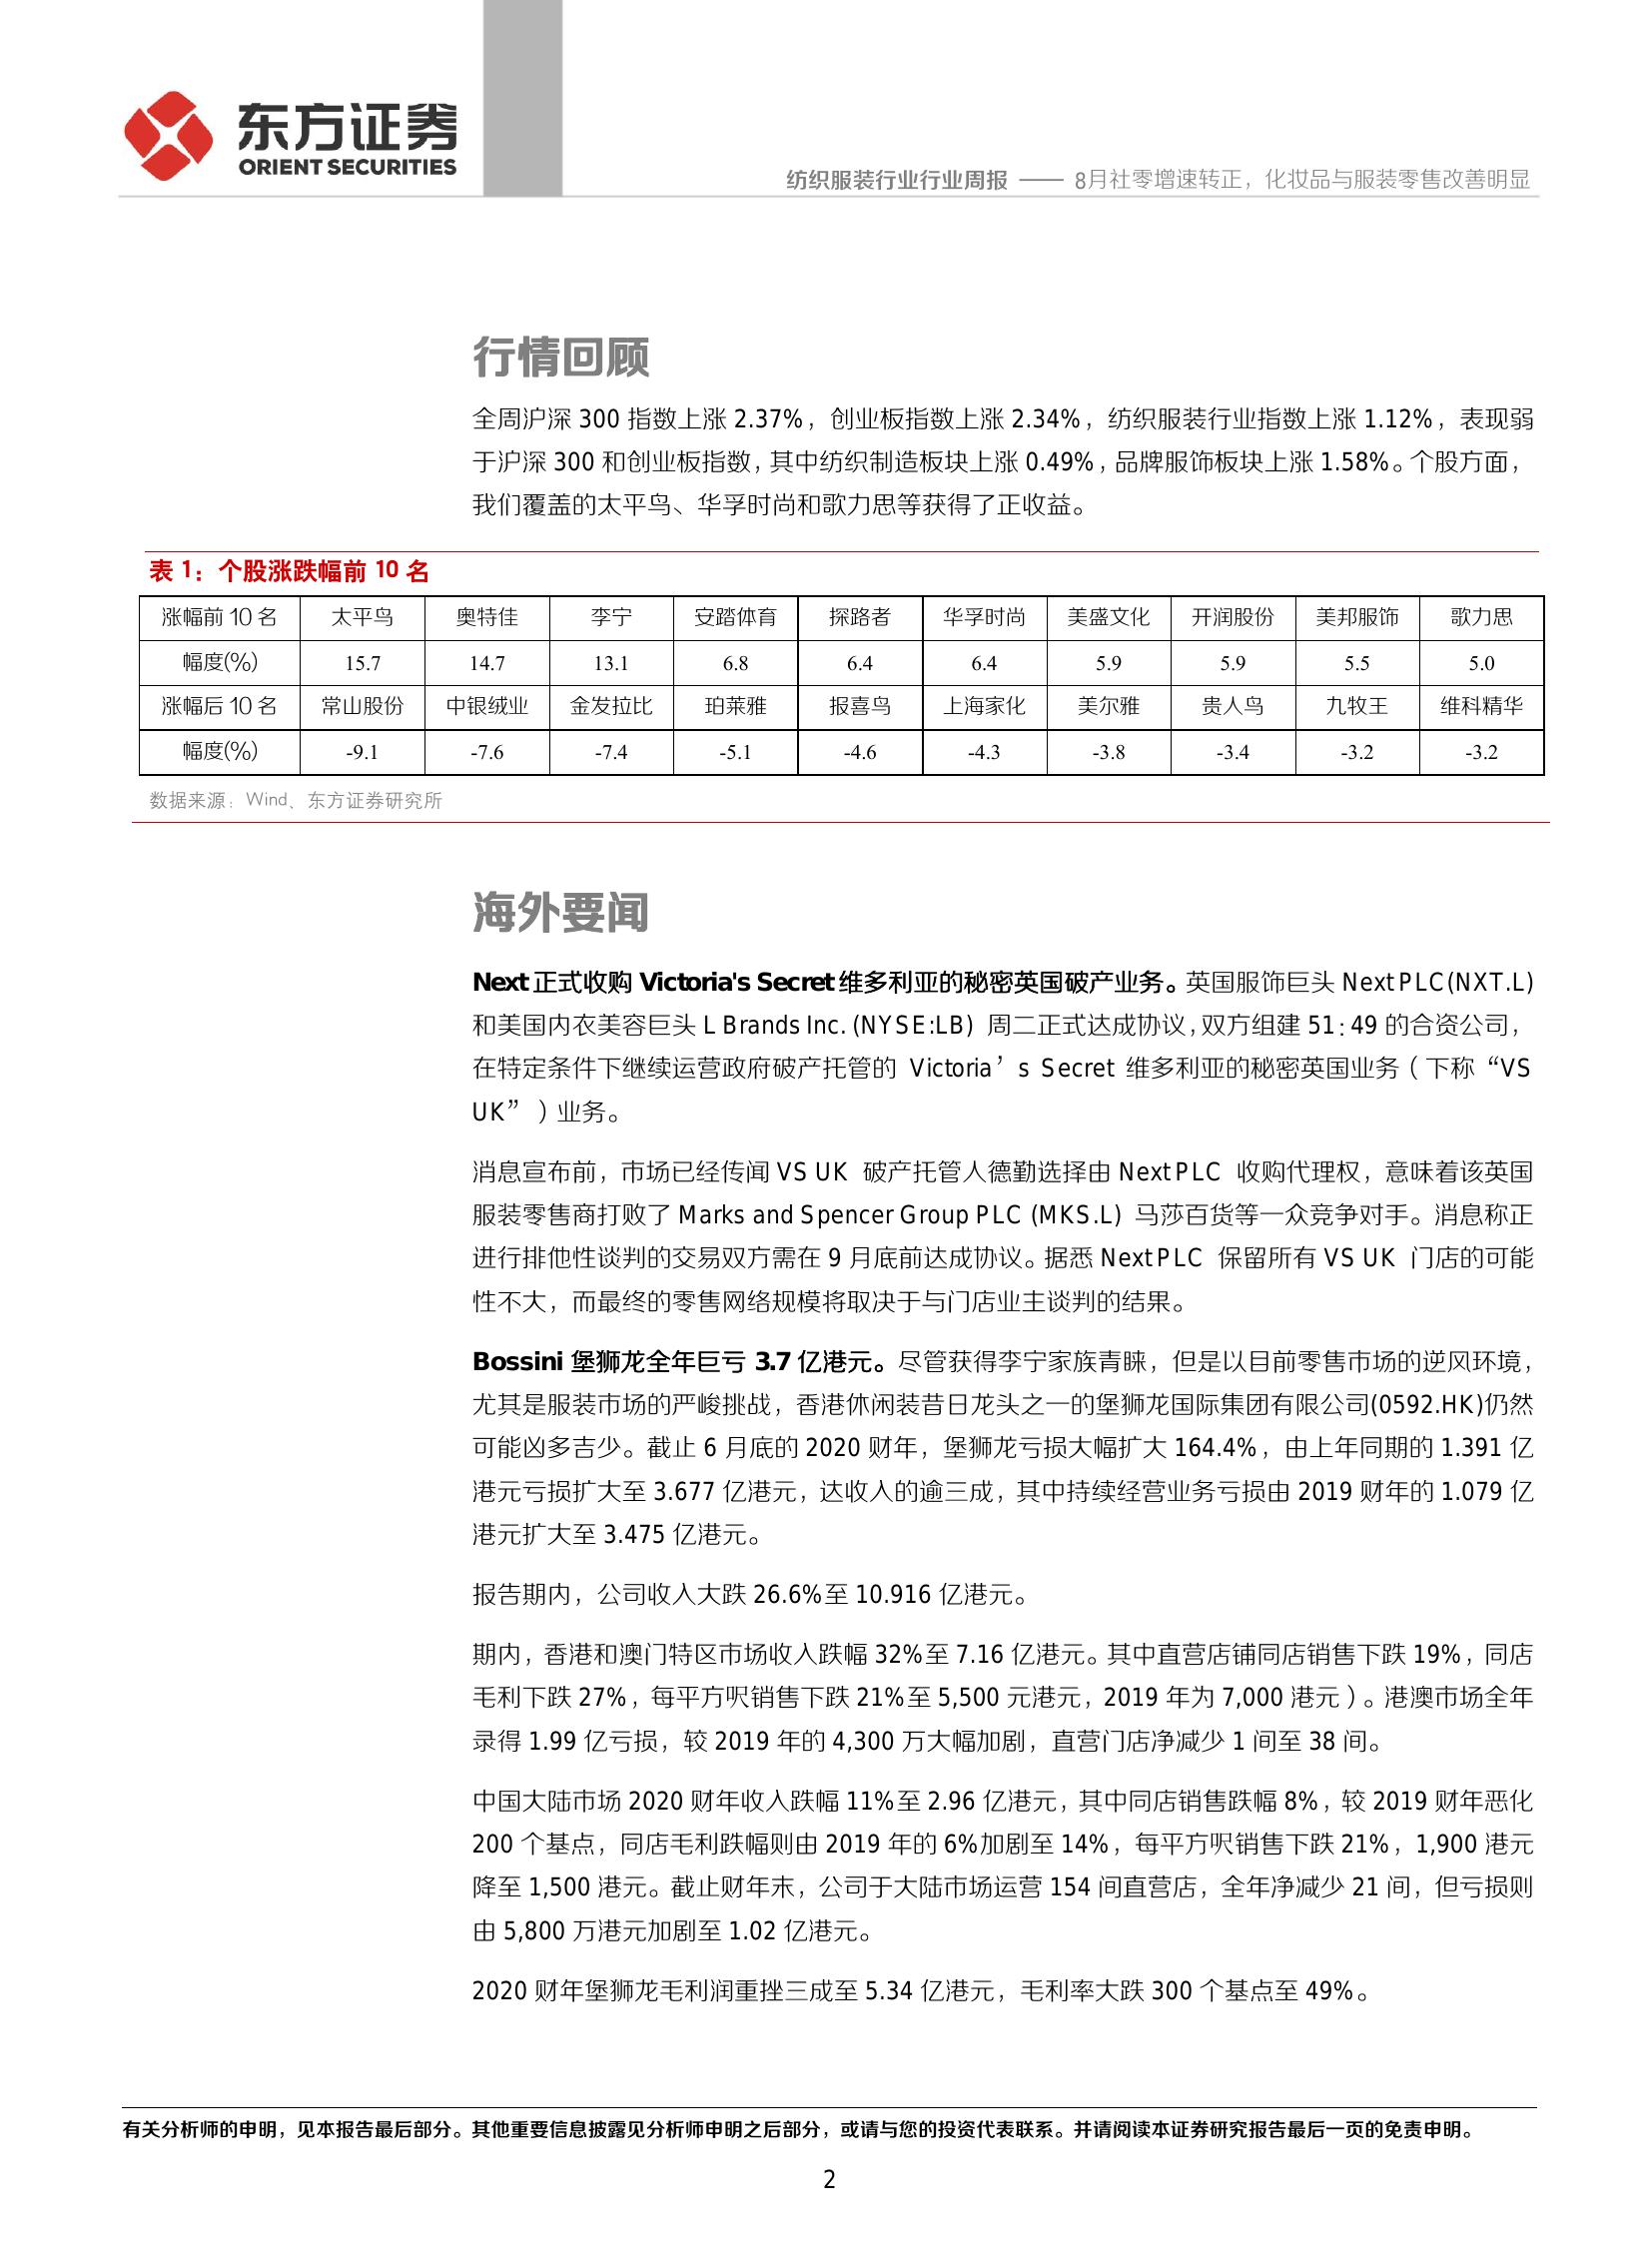 东方证券
ORIENT SECURITIES
纺织服装行业行业周报 —— 8月社零增速转正，化妆品与服装零售改善明显
行情回顾
全周沪深 300 指数上涨 2.37%，创业板指数上涨 2.34%，纺织服装行业指数上涨 1.12%，表现弱
于沪深 300 和创业板指数，其中纺织制造板块上涨 0.49%，品牌服饰板块上涨 1.58%。个股方面，
我们覆盖的太平鸟、华孚时尚和歌力思等获得了正收益。
表 1：个股涨跌幅前 10 名
涨幅前 10 名 太平鸟 奥特佳 李宁 安踏体育 探路者 华孚时尚 美盛文化 开润股份 美邦服饰 歌力思
幅度(%) 15.7 14.7 13.1 6.8 6.4 6.4 5.9 5.9 5.5 5.0
涨幅后 10 名 常山股份 中银绒业 金发拉比 珀莱雅 报喜鸟 上海家化 美尔雅 贵人鸟 九牧王 维科精华
幅度(%) -9.1 -7.6 -7.4 -5.1 -4.6 -4.3 -3.8 -3.4 -3.2 -3.2
数据来源：Wind、东方证券研究所
海外要闻
Next 正式收购 Victoria's Secret 维多利亚的秘密英国破产业务。英国服饰巨头 Next PLC(NXT.L)
和美国内衣美容巨头 L Brands Inc. (NYSE:LB) 周二正式达成协议，双方组建 51：49 的合资公司，
在特定条件下继续运营政府破产托管的 Victoria’s Secret 维多利亚的秘密英国业务（下称“VS
UK”）业务。
消息宣布前，市场已经传闻 VS UK 破产托管人德勤选择由 Next PLC 收购代理权，意味着该英国
服装零售商打败了 Marks and Spencer Group PLC (MKS.L) 马莎百货等一众竞争对手。消息称正
进行排他性谈判的交易双方需在 9 月底前达成协议。据悉 Next PLC 保留所有 VS UK 门店的可能
性不大，而最终的零售网络规模将取决于与门店业主谈判的结果。
Bossini 堡狮龙全年巨亏 3.7 亿港元。尽管获得李宁家族青睐，但是以目前零售市场的逆风环境，
尤其是服装市场的严峻挑战，香港休闲装昔日龙头之一的堡狮龙国际集团有限公司(0592.HK)仍然
可能凶多吉少。截止 6 月底的 2020 财年，堡狮龙亏损大幅扩大 164.4%，由上年同期的 1.391 亿
港元亏损扩大至 3.677 亿港元，达收入的逾三成，其中持续经营业务亏损由 2019 财年的 1.079 亿
港元扩大至 3.475 亿港元。
报告期内，公司收入大跌 26.6%至 10.916 亿港元。
期内，香港和澳门特区市场收入跌幅 32%至 7.16 亿港元。其中直营店铺同店销售下跌 19%，同店
毛利下跌 27%，每平方呎销售下跌 21%至 5,500 元港元，2019 年为 7,000 港元）。港澳市场全年
录得 1.99 亿亏损，较 2019 年的 4,300 万大幅加剧，直营门店净减少 1 间至 38 间。
中国大陆市场 2020 财年收入跌幅 11%至 2.96 亿港元，其中同店销售跌幅 8%，较 2019 财年恶化
200 个基点，同店毛利跌幅则由 2019 年的 6%加剧至 14%，每平方呎销售下跌 21%，1,900 港元
降至 1,500 港元。截止财年末，公司于大陆市场运营 154 间直营店，全年净减少 21 间，但亏损则
由 5,800 万港元加剧至 1.02 亿港元。
2020 财年堡狮龙毛利润重挫三成至 5.34 亿港元，毛利率大跌 300 个基点至 49%。
有关分析师的申明，见本报告最后部分。其他重要信息披露见分析师申明之后部分，或请与您的投资代表联系。并请阅读本证券研究报告最后一页的免责申明。
2